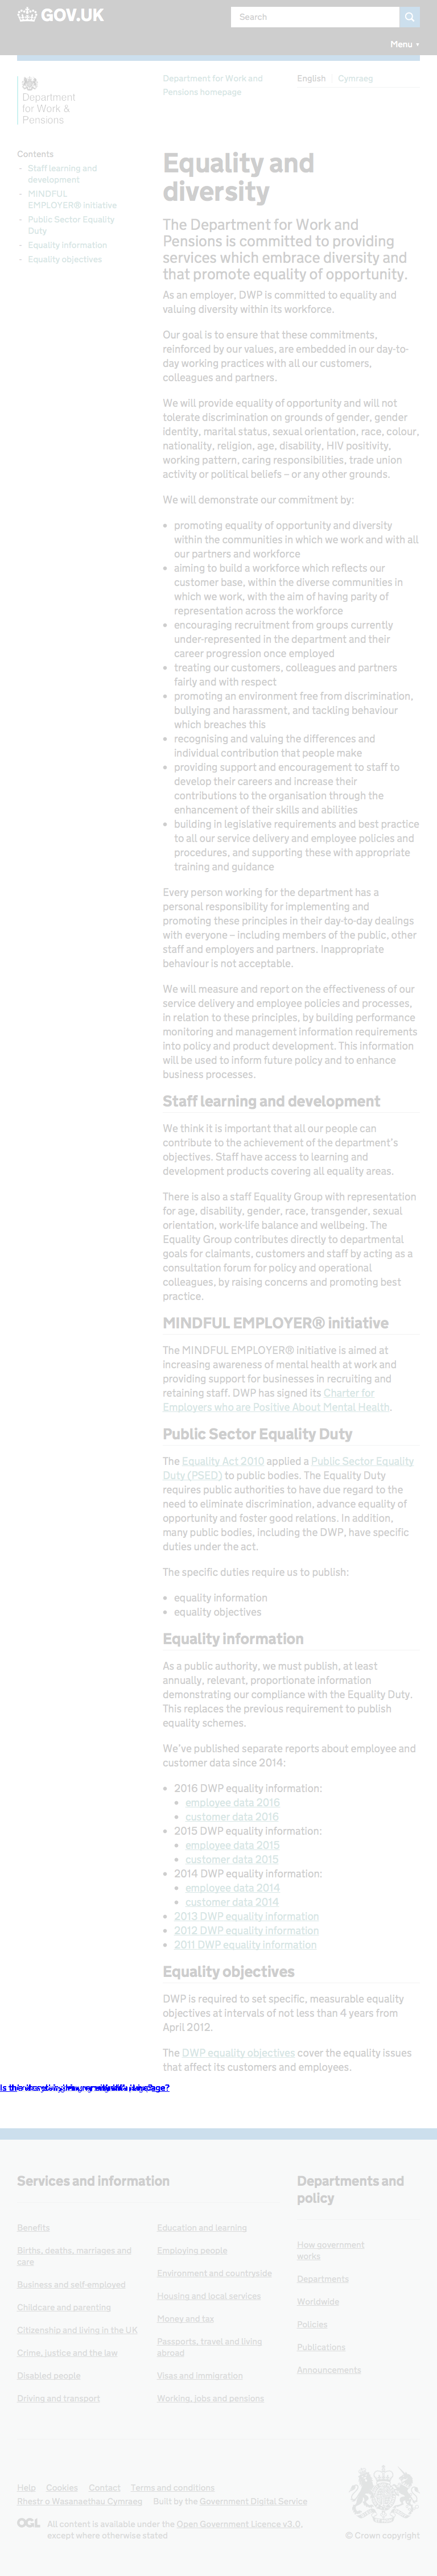 GOV.UK
Search
Menu
Department for Work & Pensions
Department for Work and
Pensions homepage
English
Cymraeg
Contents
- Staff learning and
development
- MINDFUL
EMPLOYER® initiative
- Public Sector Equality
Duty
- Equality information
- Equality objectives
Equality and
diversity
The Department for Work and
Pensions is committed to providing
services which embrace diversity and
that promote equality of opportunity.
As an employer, DWP is committed to equality and
valuing diversity within its workforce.
Our goal is to ensure that these commitments,
reinforced by our values, are embedded in our day-to-
day working practices with all our customers,
colleagues and partners.
We will provide equality of opportunity and will not
tolerate discrimination on grounds of gender, gender
identity, marital status, sexual orientation, race, colour,
nationality, religion, age, disability, HIV positivity,
working pattern, caring responsibilities, trade union
activity or political beliefs – or any other grounds.
We will demonstrate our commitment by:
• promoting equality of opportunity and diversity
within the communities in which we work and with all
our partners and workforce
• aiming to build a workforce which reflects our
customer base, within the diverse communities in
which we work, with the aim of having parity of
representation across the workforce
• encouraging recruitment from groups currently
under-represented in the department and their
career progression once employed
• treating our customers, colleagues and partners
fairly and with respect
• promoting an environment free from discrimination,
bullying and harassment, and tackling behaviour
which breaches this
• recognising and valuing the differences and
individual contribution that people make
• providing support and encouragement to staff to
develop their careers and increase their
contributions to the organisation through the
enhancement of their skills and abilities
• building in legislative requirements and best practice
to all our service delivery and employee policies and
procedures, and supporting these with appropriate
training and guidance
Every person working for the department has a
personal responsibility for implementing and
promoting these principles in their day-to-day dealings
with everyone – including members of the public, other
staff and employers and partners. Inappropriate
behaviour is not acceptable.
We will measure and report on the effectiveness of our
service delivery and employee policies and processes,
in relation to these principles, by building performance
monitoring and management information requirements
into policy and product development. This information
will be used to inform future policy and to enhance
business processes.
Staff learning and development
We think it is important that all our people can
contribute to the achievement of the department's
objectives. Staff have access to learning and
development products covering all equality areas.
There is also a staff Equality Group with representation
for age, disability, gender, race, transgender, sexual
orientation, work-life balance and wellbeing. The
Equality Group contributes directly to departmental
goals for claimants, customers and staff by acting as a
consultation forum for policy and operational
colleagues, by raising concerns and promoting best
practice.
MINDFUL EMPLOYER® initiative
The MINDFUL EMPLOYER® initiative is aimed at
increasing awareness of mental health at work and
providing support for businesses in recruiting and
retaining staff. DWP has signed its Charter for
Employers who are Positive About Mental Health.
Public Sector Equality Duty
The Equality Act 2010 applied a Public Sector Equality
Duty (PSED) to public bodies. The Equality Duty
requires public authorities to have due regard to the
need to eliminate discrimination, advance equality of
opportunity and foster good relations. In addition,
many public bodies, including the DWP, have specific
duties under the act.
The specific duties require us to publish:
• equality information
• equality objectives
Equality information
As a public authority, we must publish, at least
annually, relevant, proportionate information
demonstrating our compliance with the Equality Duty.
This replaces the previous requirement to publish
equality schemes.
We've published separate reports about employee and
customer data since 2014:
• 2016 DWP equality information:
• employee data 2016
• customer data 2016
• 2015 DWP equality information:
• employee data 2015
• customer data 2015
• 2014 DWP equality information:
• employee data 2014
• customer data 2014
• 2013 DWP equality information
• 2012 DWP equality information
• 2011 DWP equality information
Equality objectives
DWP is required to set specific, measurable equality
objectives at intervals of not less than 4 years from
April 2012.
The DWP equality objectives cover the equality issues
that affect its customers and employees.
Services and information
Departments and
policy
Benefits
Births, deaths, marriages and
care
Business and self-employed
Childcare and parenting
Citizenship and living in the UK
Crime, justice and the law
Disabled people
Driving and transport
Education and learning
Employing people
Environment and countryside
Housing and local services
Money and tax
Passports, travel and living
abroad
Visas and immigration
Working, jobs and pensions
How government
works
Departments
Worldwide
Policies
Publications
Announcements
Help Cookies Contact Terms and conditions
Rhestr o Wasanaethau Cymraeg Built by the Government Digital Service
OGL All content is available under the Open Government Licence v3.0,
except where otherwise stated
© Crown copyright